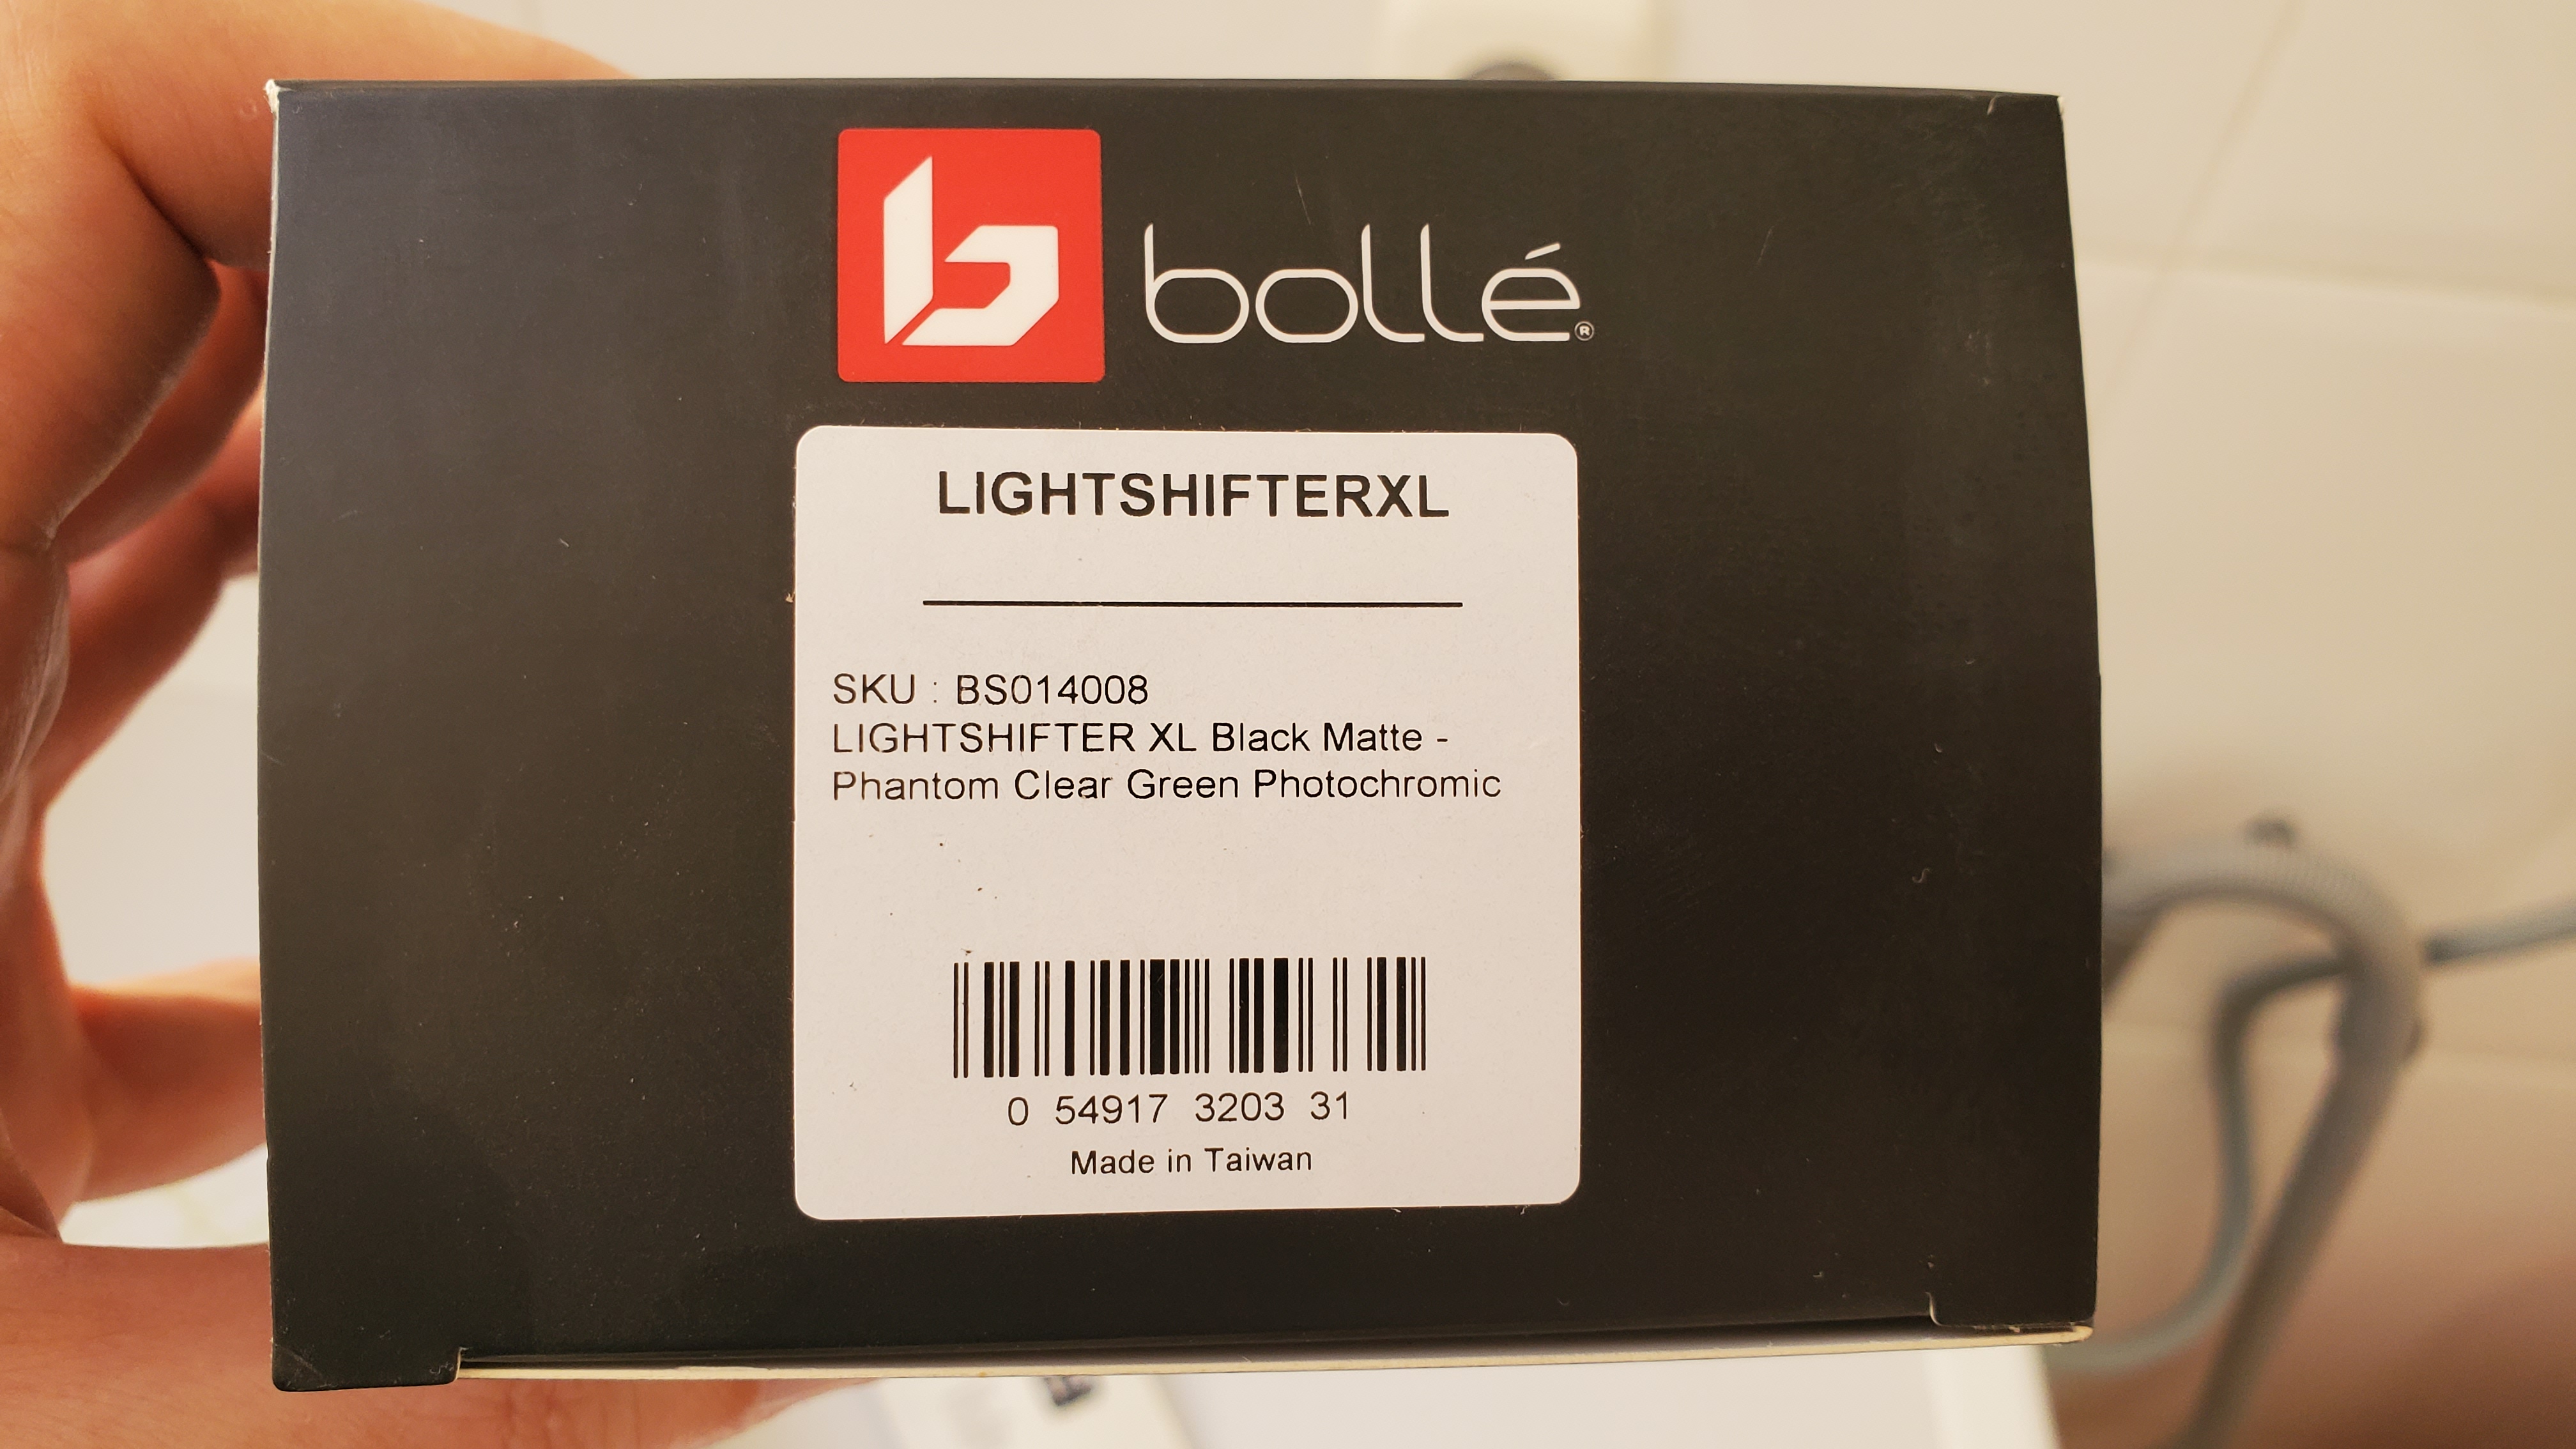 bollé®
LIGHTSHIFTERXL
SKU : BS014008
LIGHTSHIFTER XL Black Matte -
Phantom Clear Green Photochromic
0 54917 3203 31
Made in Taiwan